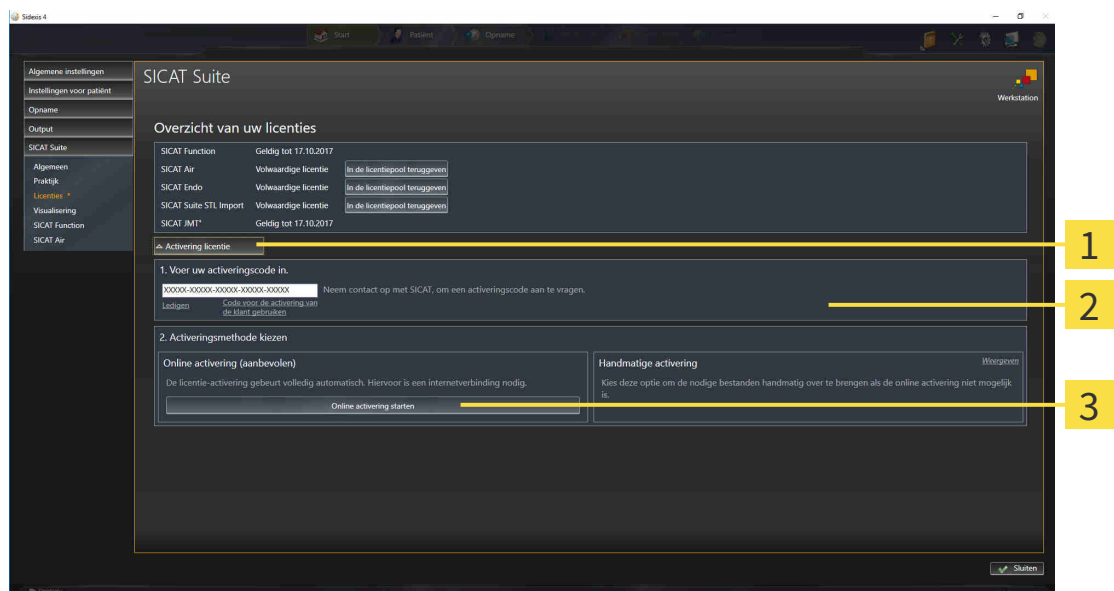 Sidexis 4
Start
Patiënt
Opname
Algemene instellingen
Instellingen voor patiënt
Opname
Output
SICAT Suite
Algemeen
Praktijk
Licenties *
Visualisering
SICAT Function
SICAT Air
SICAT Suite
Werkstation
Overzicht van uw licenties
SICAT Function Geldig tot 17.10.2017
SICAT Air Volwaardige licentie In de licentiepool teruggeven
SICAT Endo Volwaardige licentie In de licentiepool teruggeven
SICAT Suite STL Import Volwaardige licentie In de licentiepool teruggeven
SICAT JMT+ Geldig tot 17.10.2017
Activering licentie
1
1. Voer uw activeringscode in.
XXXXX-XXXXX-XXXXX-XXXXX-XXXXX Neem contact op met SICAT, om een activeringscode aan te vragen.
Ledigen Code voor de activering van
de klant gebruiken
2
2. Activeringsmethode kiezen
Online activering (aanbevolen)
De licentie-activering gebeurt volledig automatisch. Hiervoor is een internetverbinding nodig.
Online activering starten
Handmatige activering Weergeven
Kies deze optie om de nodige bestanden handmatig over te brengen als de online activering niet mogelijk
is.
3
Sluiten